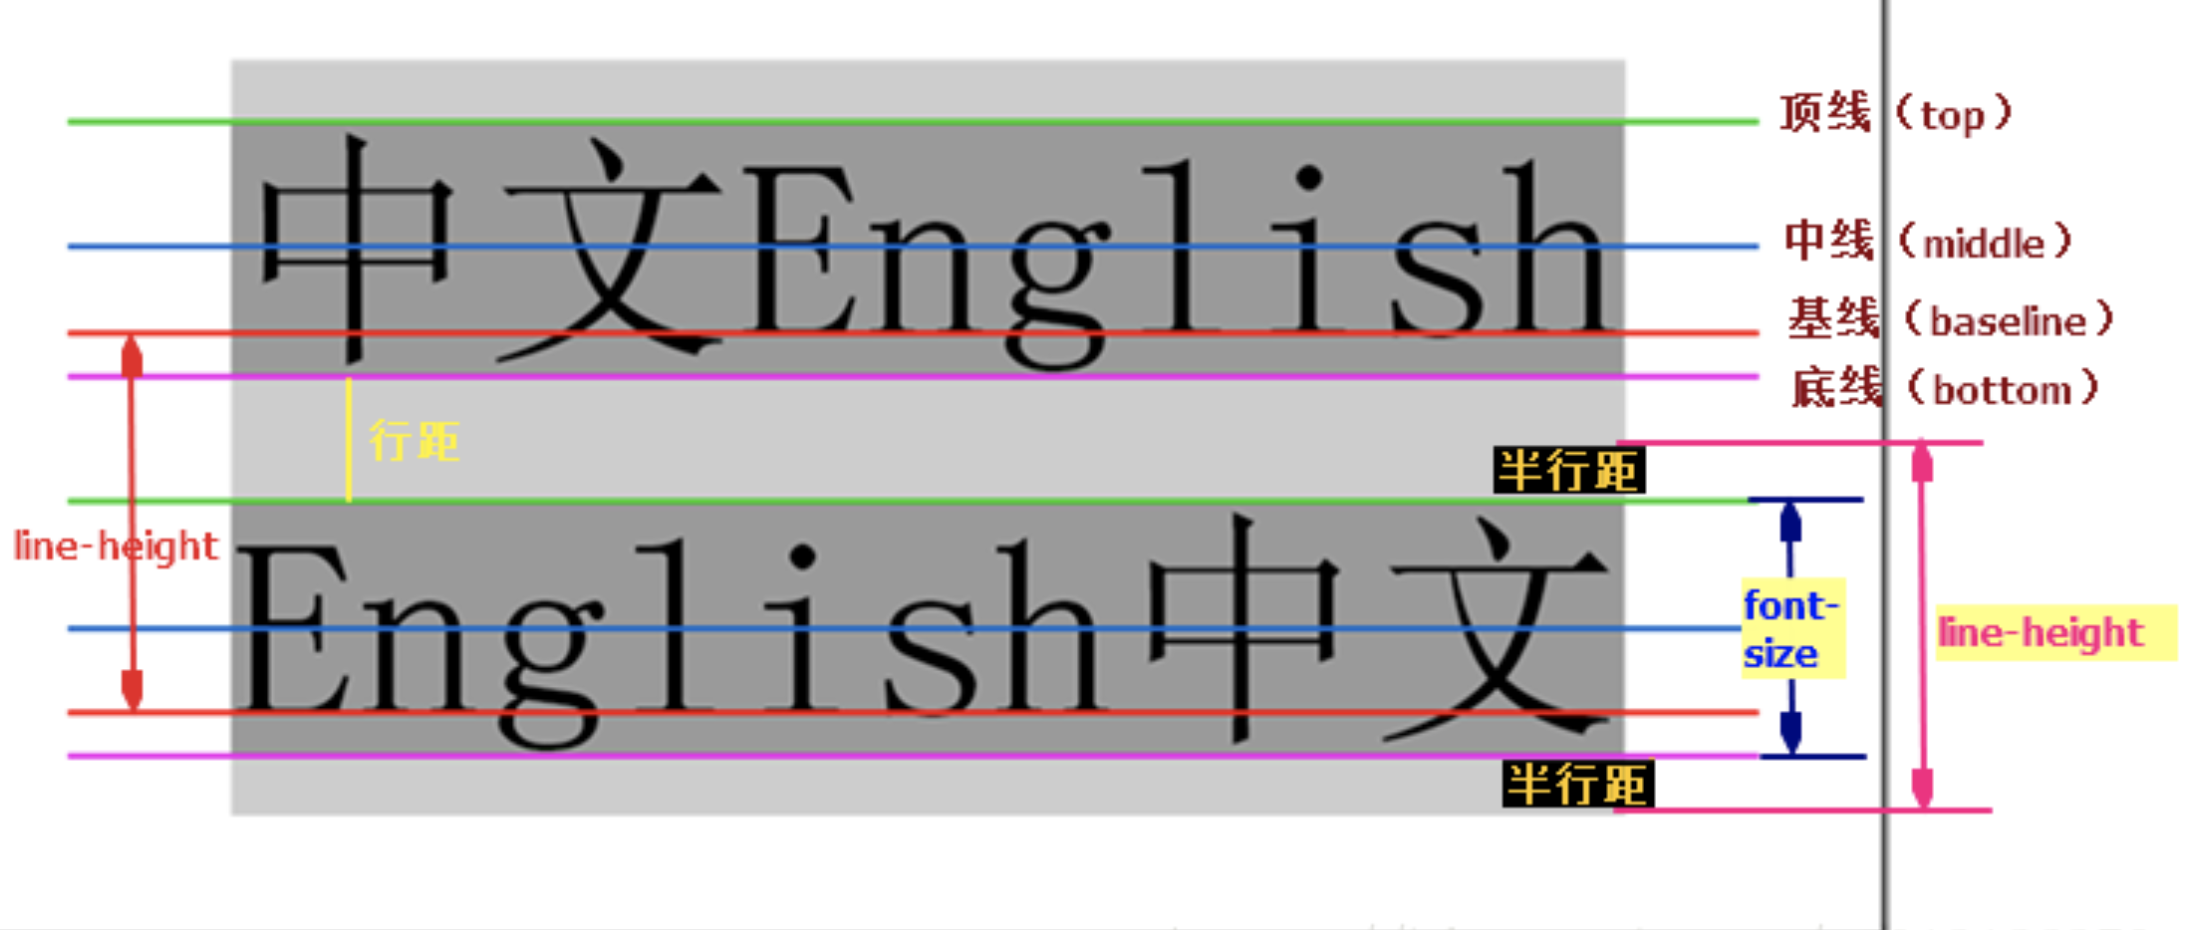 顶线（top）
中文English
中线（middle）
基线（baseline）
底线（bottom）
行距
半行距
line-height
English中文
font-
size
line-height
半行距